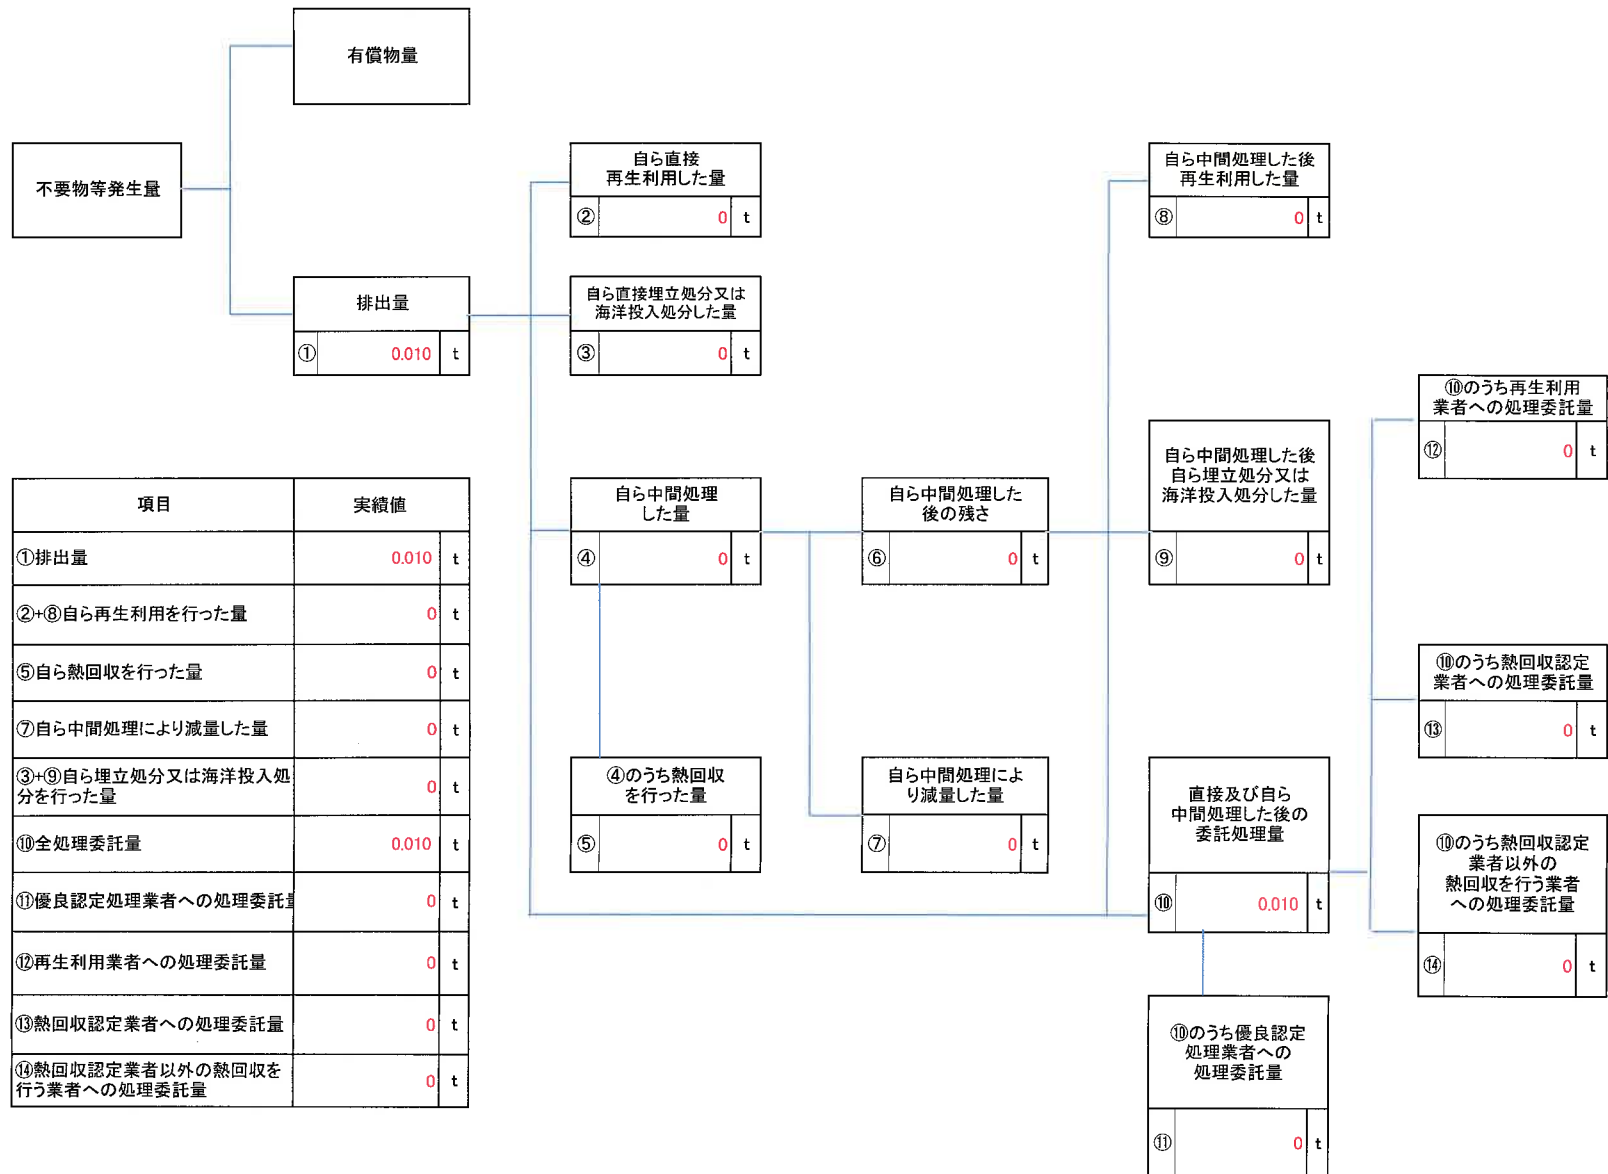 有償物量
不要物等発生量
排出量
① 0.010 t
自ら直接
再生利用した量
② 0 t
自ら直接埋立処分又は
海洋投入処分した量
③ 0 t
自ら中間処理
した量
④ 0 t
④のうち熱回収
を行った量
⑤ 0 t
自ら中間処理した
後の残さ
⑥ 0 t
自ら中間処理によ
り減量した量
⑦ 0 t
自ら中間処理した後
再生利用した量
⑧ 0 t
自ら中間処理した後
自ら埋立処分又は
海洋投入処分した量
⑨ 0 t
直接及び自ら
中間処理した後の
委託処理量
⑩ 0.010 t
⑩のうち優良認定
処理業者への
処理委託量
⑪ 0 t
⑩のうち再生利用
業者への処理委託量
⑫ 0 t
⑩のうち熱回収認定
業者への処理委託量
⑬ 0 t
⑩のうち熱回収認定
業者以外の
熱回収を行う業者
への処理委託量
⑭ 0 t
項目 実績値
①排出量 0.010 t
②+⑧自ら再生利用を行った量 0 t
⑤自ら熱回収を行った量 0 t
⑦自ら中間処理により減量した量 0 t
③+⑨自ら埋立処分又は海洋投入処
分を行った量 0 t
⑩全処理委託量 0.010 t
⑪優良認定処理業者への処理委託量 0 t
⑫再生利用業者への処理委託量 0 t
⑬熱回収認定業者への処理委託量 0 t
⑭熱回収認定業者以外の熱回収を
行う業者への処理委託量 0 t